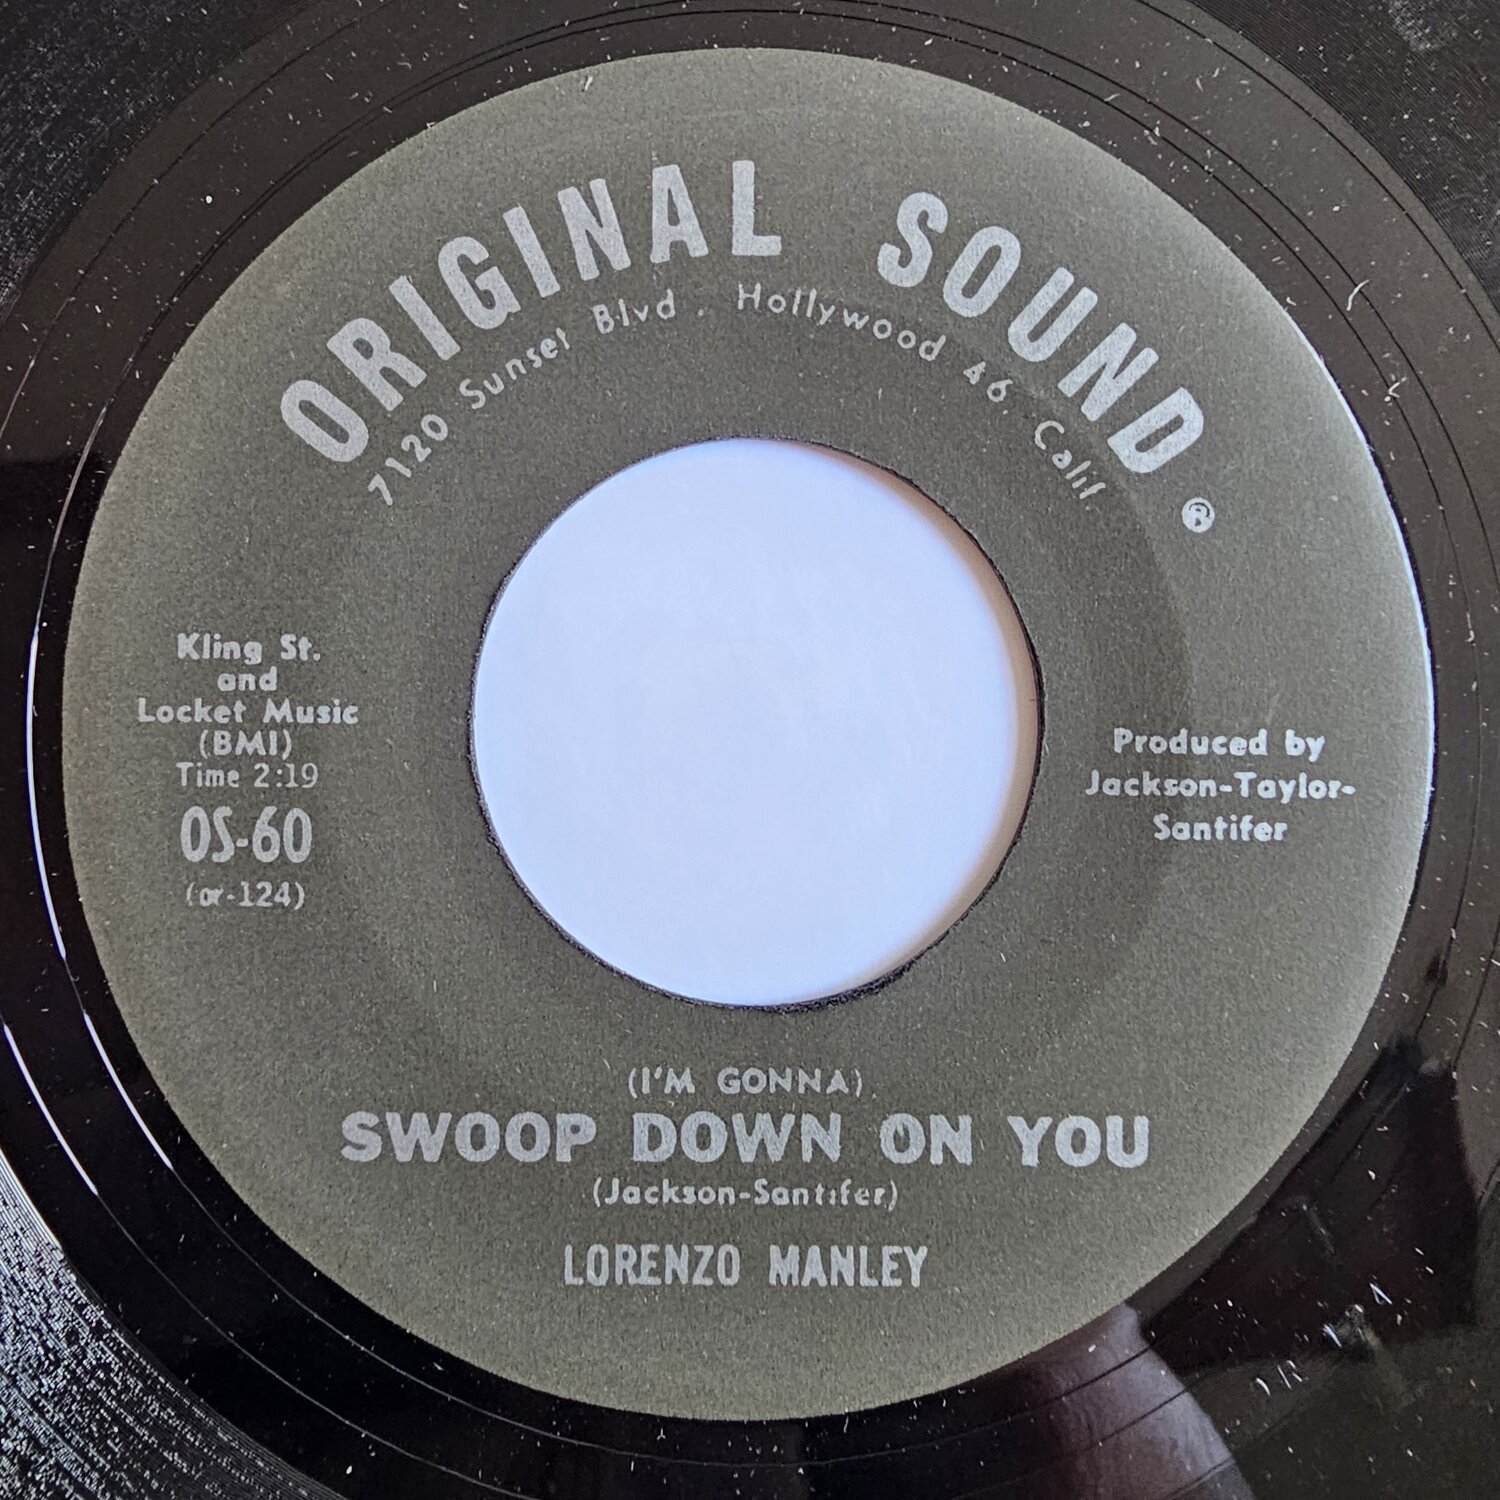 ORIGINAL SOUND ®
7120 Sunset Blvd. Hollywood 46, Calif.
Kling St.
and
Locket Music
(BMI)
Time 2:19
OS-60
(or-124)
Produced by
Jackson-Taylor-
Santifer
(I'M GONNA)
SWOOP DOWN ON YOU
(Jackson-Santifer)
LORENZO MANLEY